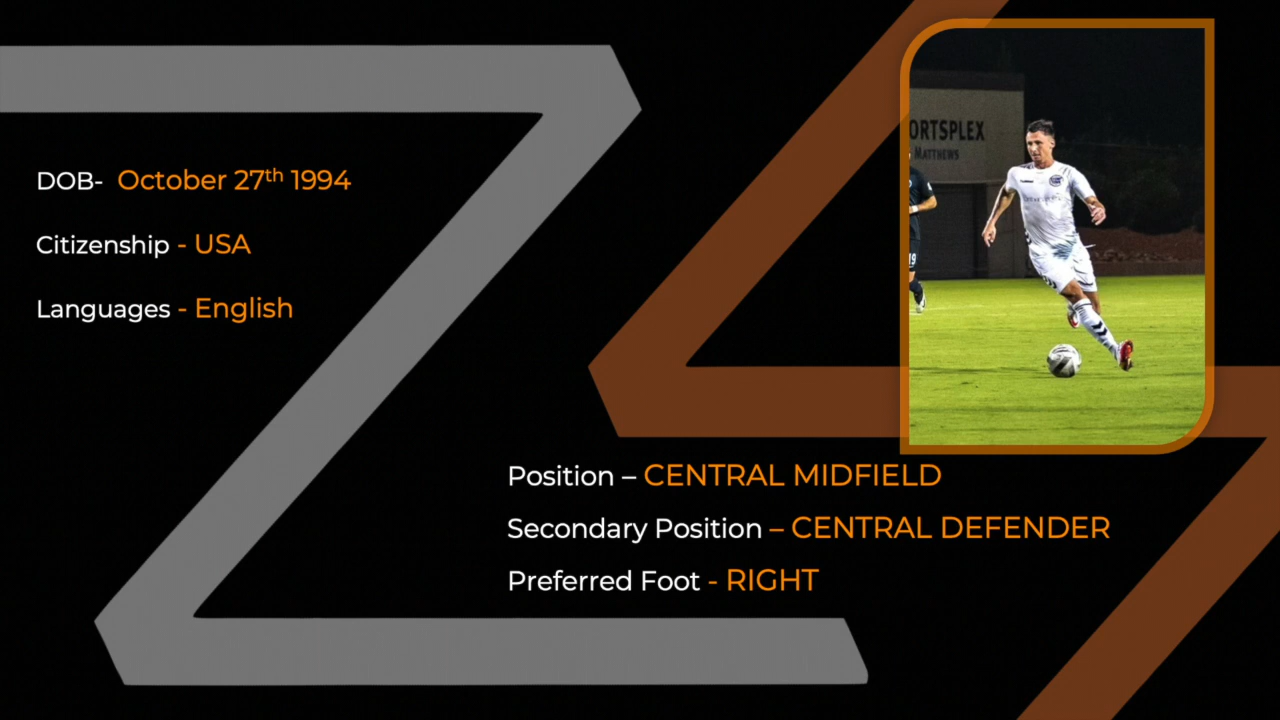 DOB- October 27th 1994
Citizenship - USA
Languages - English
ORTSPLEX
MATTHEWS
19
Position – CENTRAL MIDFIELD
Secondary Position – CENTRAL DEFENDER
Preferred Foot - RIGHT